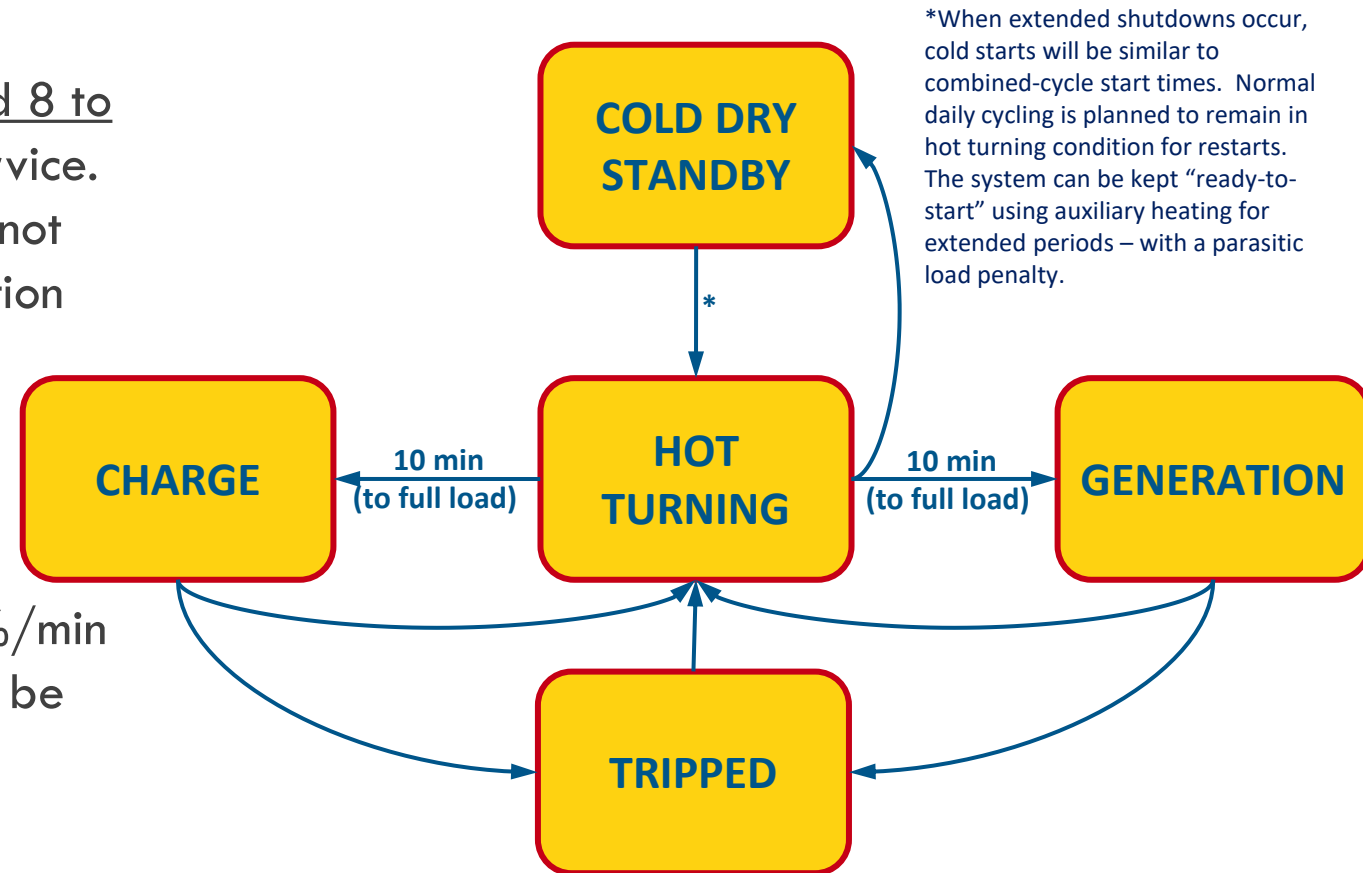 *When extended shutdowns occur,
cold starts will be similar to
combined-cycle start times.  Normal
daily cycling is planned to remain in
hot turning condition for restarts.
The system can be kept “ready-to-
start” using auxiliary heating for
extended periods – with a parasitic
load penalty.
8 to
not
/min
be
COLD DRY
STANDBY
*
CHARGE
10 min
(to full load)
HOT
TURNING
10 min
(to full load)
GENERATION
TRIPPED